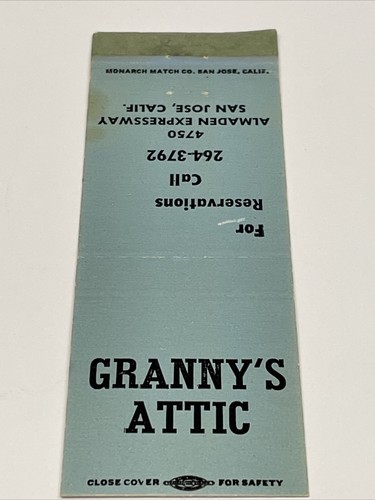 MONARCH MATCH CO. SAN JOSE, CALIF.
For
Reservations
Call
264-3792
4750
ALMADEN EXPRESSWAY
SAN JOSE, CALIF.
GRANNY'S
ATTIC
CLOSE COVER FOR SAFETY